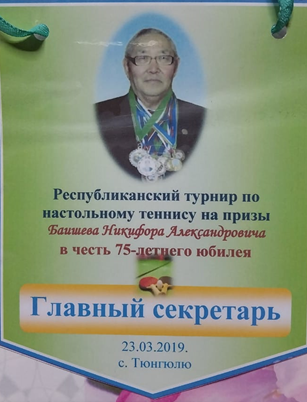 Республиканский турнир по
настольному теннису на призы
Баишева Никифора Александровича
в честь 75-летнего юбилея
Главный секретарь
23.03.2019.
с. Тюнгюлю